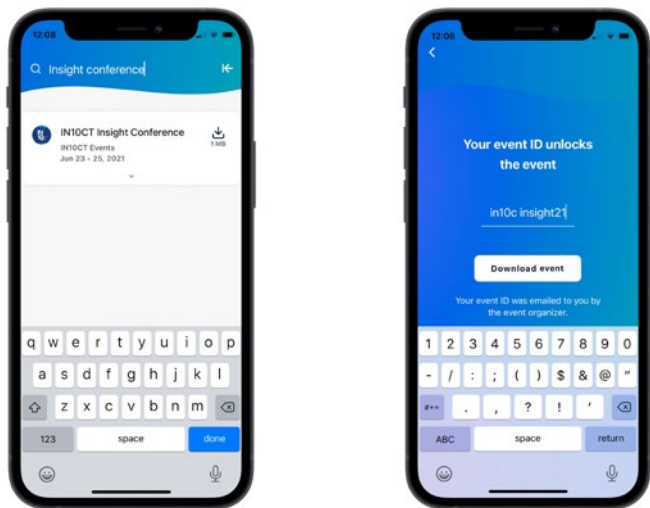 12:08
Insight conference
IN10CT Insight Conference
IN10CT Events
Jun 23 - 25, 2021
1 MB
q w e r t y u i o p
a s d f g h j k l
z x c v b n m
123 space done
12:08
Your event ID unlocks
the event
in10c insight21
Download event
Your event ID was emailed to you by
the event organizer.
1 2 3 4 5 6 7 8 9 0
- / : ; ( ) $ & @ "
#+= . , ? ! '
ABC space return